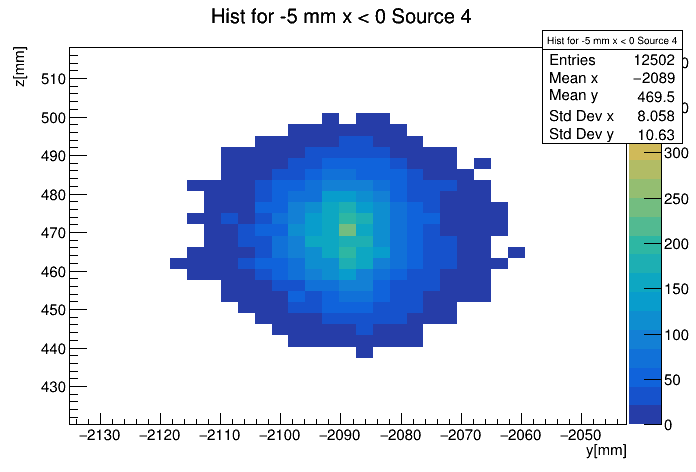 Hist for -5 mm x < 0 Source 4
z[mm]
Hist for -5 mm x < 0 Source 4
Entries 12502
Mean x −2089
Mean y 469.5
Std Dev x 8.058
Std Dev y 10.63
510
500
490
480
470
460
450
440
430
0
0
300
250
200
150
100
50
0
−2130 −2120 −2110 −2100 −2090 −2080 −2070 −2060 −2050
y[mm]